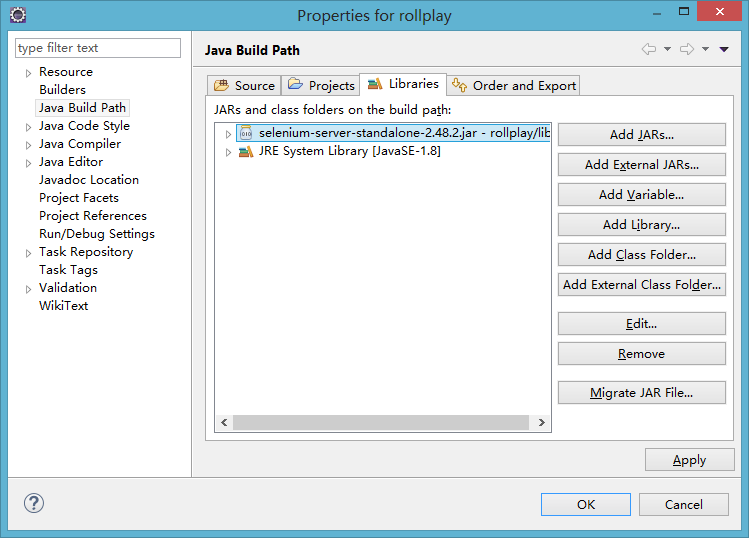 Properties for rollplay
type filter text
Resource
Builders
Java Build Path
Java Code Style
Java Compiler
Java Editor
Javadoc Location
Project Facets
Project References
Run/Debug Settings
Task Repository
Task Tags
Validation
WikiText
Java Build Path
Source Projects Libraries Order and Export
JARs and class folders on the build path:
selenium-server-standalone-2.48.2.jar - rollplay/lib
JRE System Library [JavaSE-1.8]
Add JARs...
Add External JARs...
Add Variable...
Add Library...
Add Class Folder...
Add External Class Folder...
Edit...
Remove
Migrate JAR File...
Apply
OK Cancel